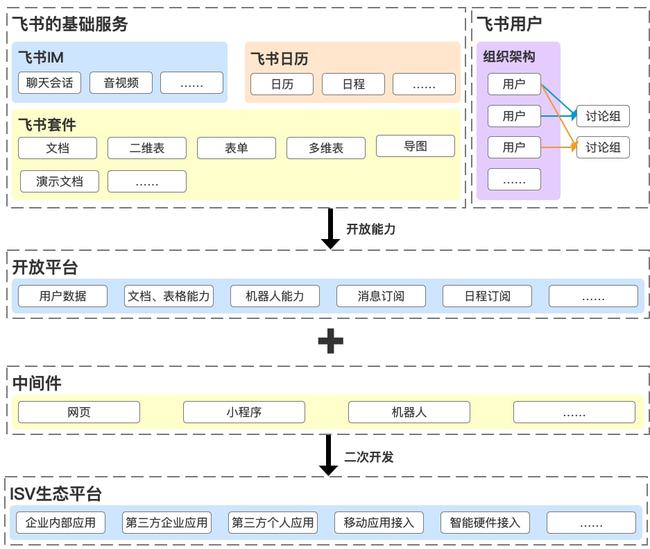 飞书的基础服务
飞书IM
聊天会话 音视频 ……
飞书日历
日历 日程 ……
飞书套件
文档 二维表 表单 多维表 导图
演示文档 ……
飞书用户
组织架构
用户
用户 讨论组
用户 讨论组
……
开放能力
开放平台
用户数据 文档、表格能力 机器人能力 消息订阅 日程订阅 ……
中间件
网页 小程序 机器人 ……
二次开发
ISV生态平台
企业内部应用 第三方企业应用 第三方个人应用 移动应用接入 智能硬件接入 ……